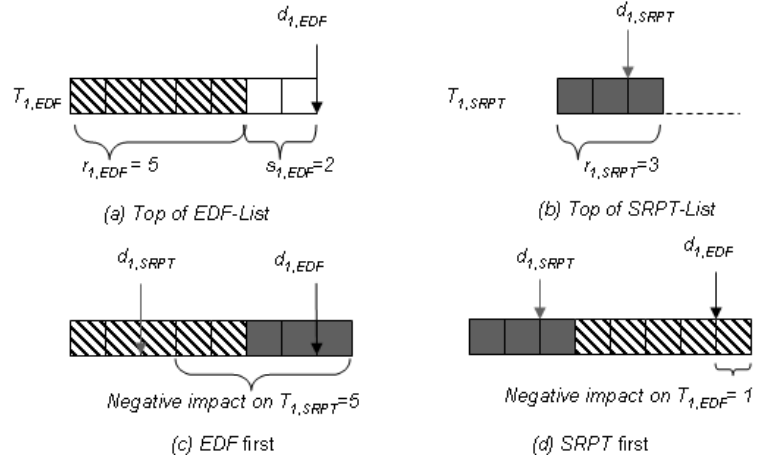 d1,EDF
d1,SRPT
T1,EDF
T1,SRPT
r1,EDF = 5
s1,EDF=2
r1,SRPT=3
(a) Top of EDF-List
(b) Top of SRPT-List
d1,SRPT
d1,EDF
d1,SRPT
d1,EDF
Negative impact on T1,SRPT=5
Negative impact on T1,EDF= 1
(c) EDF first
(d) SRPT first